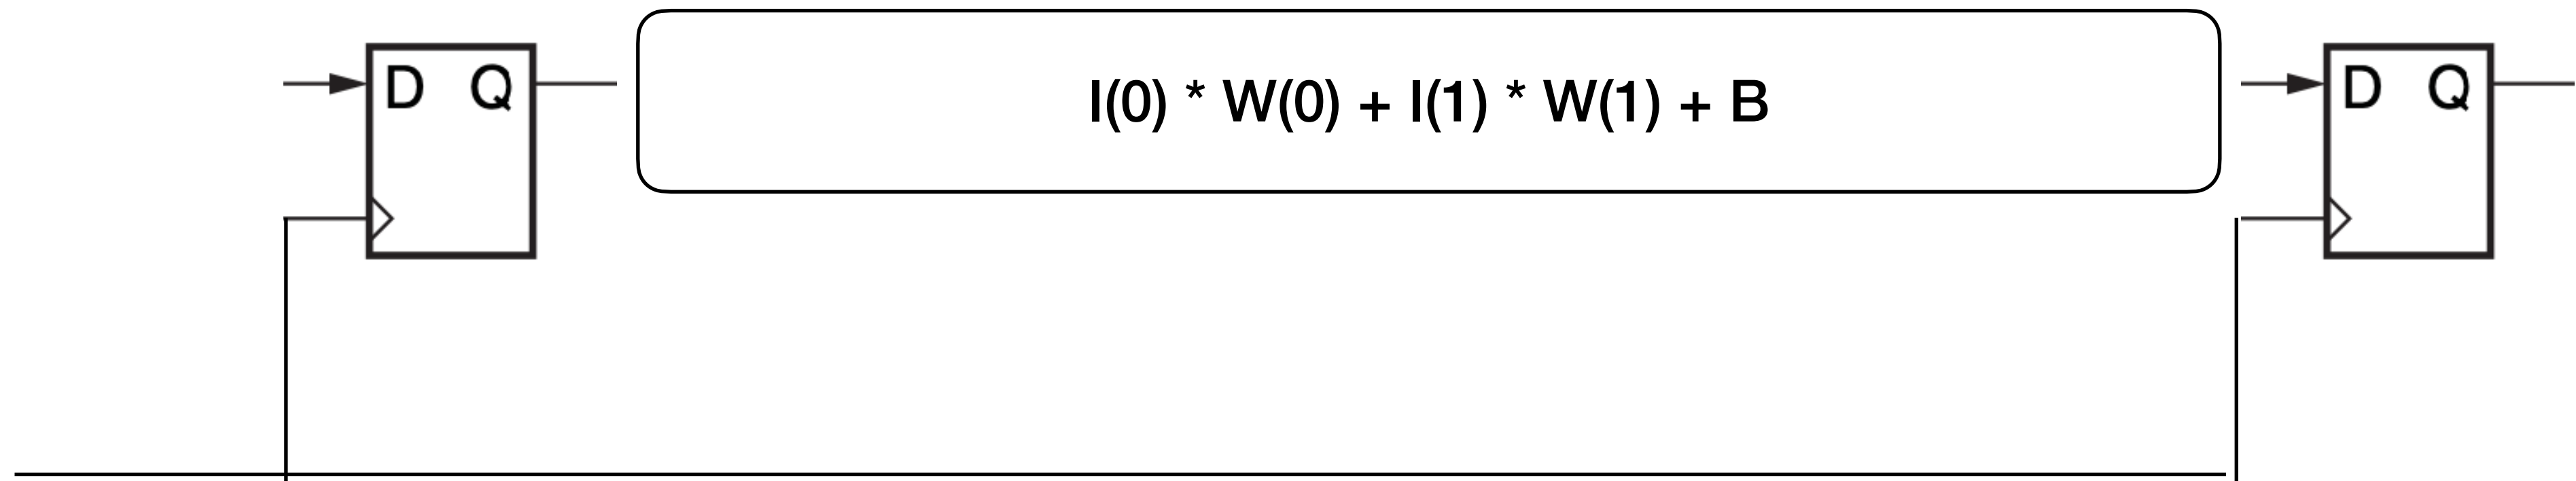 D Q
I(0) * W(0) + I(1) * W(1) + B
D Q